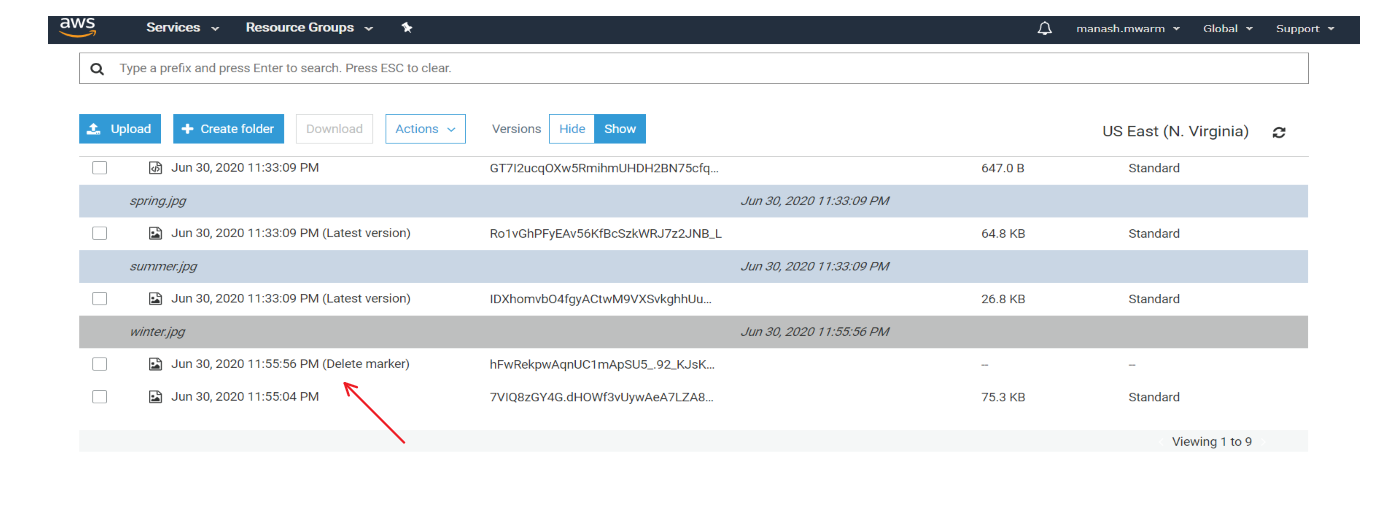 aws Services Resource Groups manash.mwarm Global Support
Type a prefix and press Enter to search. Press ESC to clear.
Upload Create folder Download Actions Versions Hide Show US East (N. Virginia)
Jun 30, 2020 11:33:09 PM GT7I2ucqOXw5RmihmUHDH2BN75cfq... 647.0 B Standard
spring.jpg Jun 30, 2020 11:33:09 PM
Jun 30, 2020 11:33:09 PM (Latest version) Ro1vGhPFyEAv56KfBcSzkWRJ7z2JNB_L 64.8 KB Standard
summer.jpg Jun 30, 2020 11:33:09 PM
Jun 30, 2020 11:33:09 PM (Latest version) IDXhomvbO4fgyACtwM9VXSvkghhUu... 26.8 KB Standard
winter.jpg Jun 30, 2020 11:55:56 PM
Jun 30, 2020 11:55:56 PM (Delete marker) hFwRekpwAqnUC1mApSU5_.92_KJsK... -- --
Jun 30, 2020 11:55:04 PM 7VIQ8zGY4G.dHOWf3vUywAeA7LZA8... 75.3 KB Standard
Viewing 1 to 9